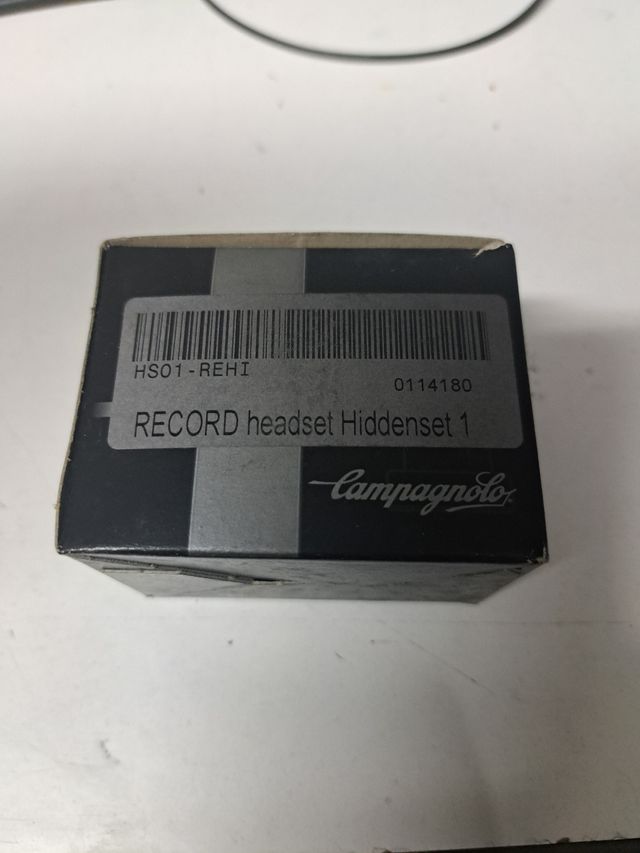 HS01-REHI
0114180
RECORD headset Hiddenset 1
Campagnolo